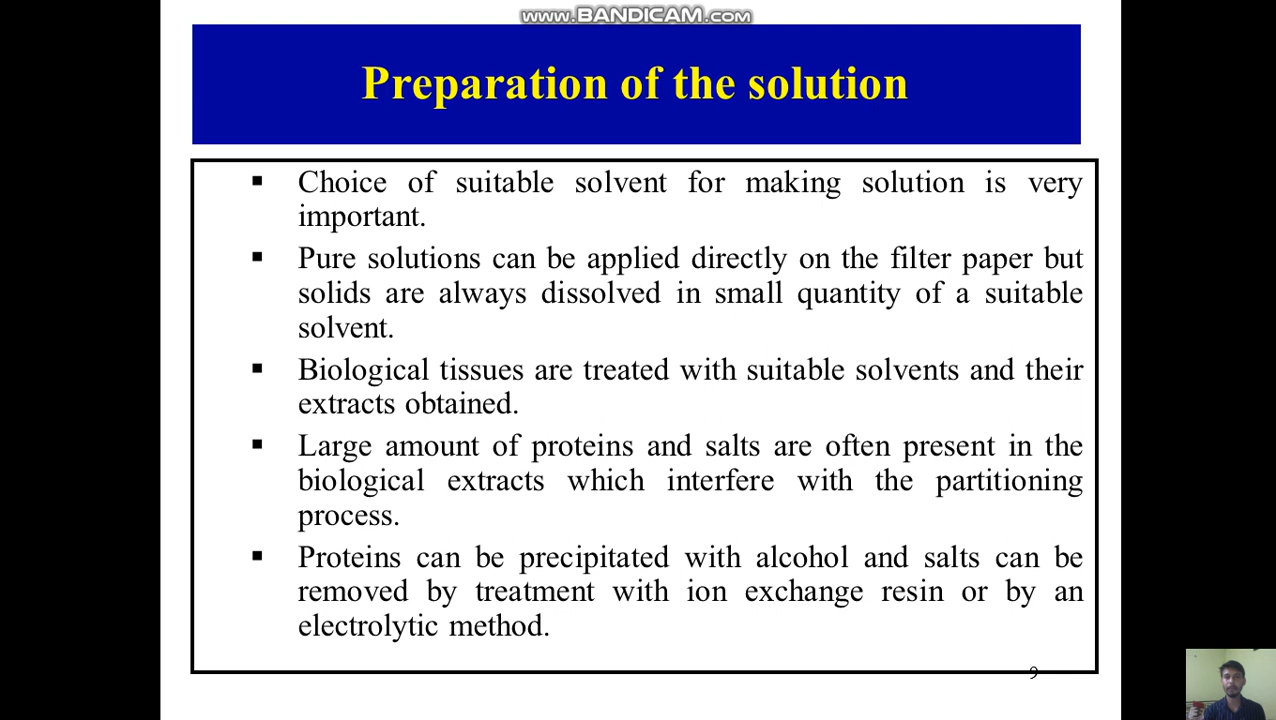 www.BANDICAM.com
Preparation of the solution
▪ Choice of suitable solvent for making solution is very
important.
▪ Pure solutions can be applied directly on the filter paper but
solids are always dissolved in small quantity of a suitable
solvent.
▪ Biological tissues are treated with suitable solvents and their
extracts obtained.
▪ Large amount of proteins and salts are often present in the
biological extracts which interfere with the partitioning
process.
▪ Proteins can be precipitated with alcohol and salts can be
removed by treatment with ion exchange resin or by an
electrolytic method.
9